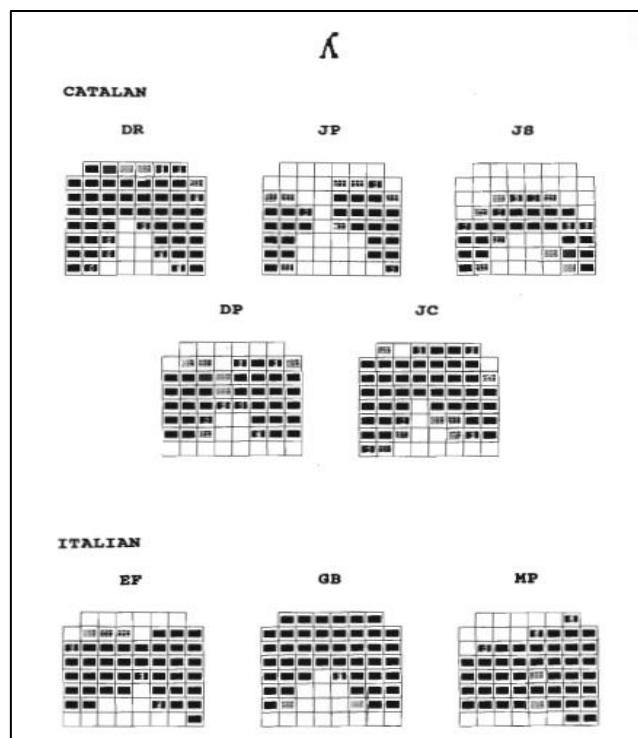 ʎ
CATALAN
DR JP JS
DP JC
ITALIAN
EF GB MP